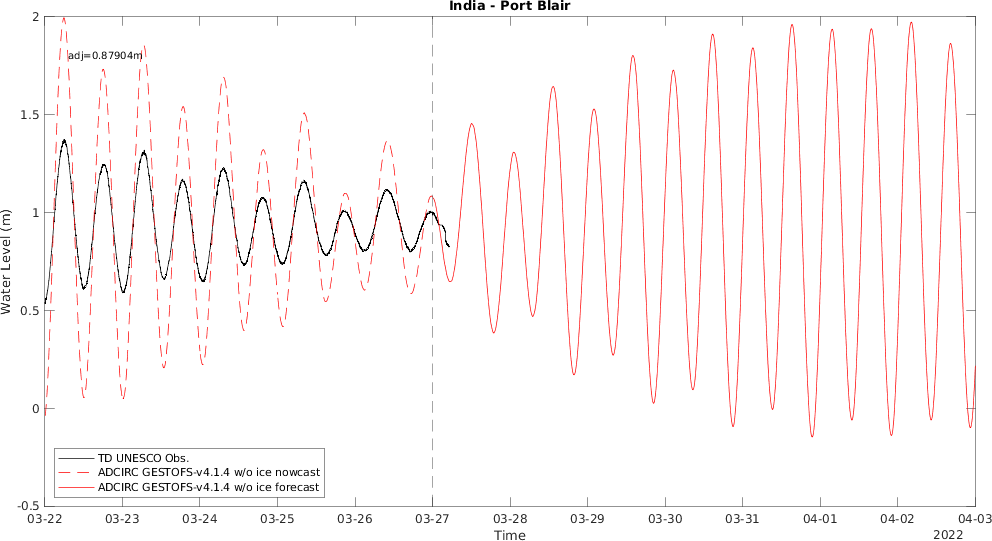 India - Port Blair
adj=0.87904m
Water Level (m)
2
1.5
1
0.5
0
-0.5
TD UNESCO Obs.
ADCIRC GESTOFS-v4.1.4 w/o ice nowcast
ADCIRC GESTOFS-v4.1.4 w/o ice forecast
03-22 03-23 03-24 03-25 03-26 03-27 03-28 03-29 03-30 03-31 04-01 04-02 04-03
Time
2022